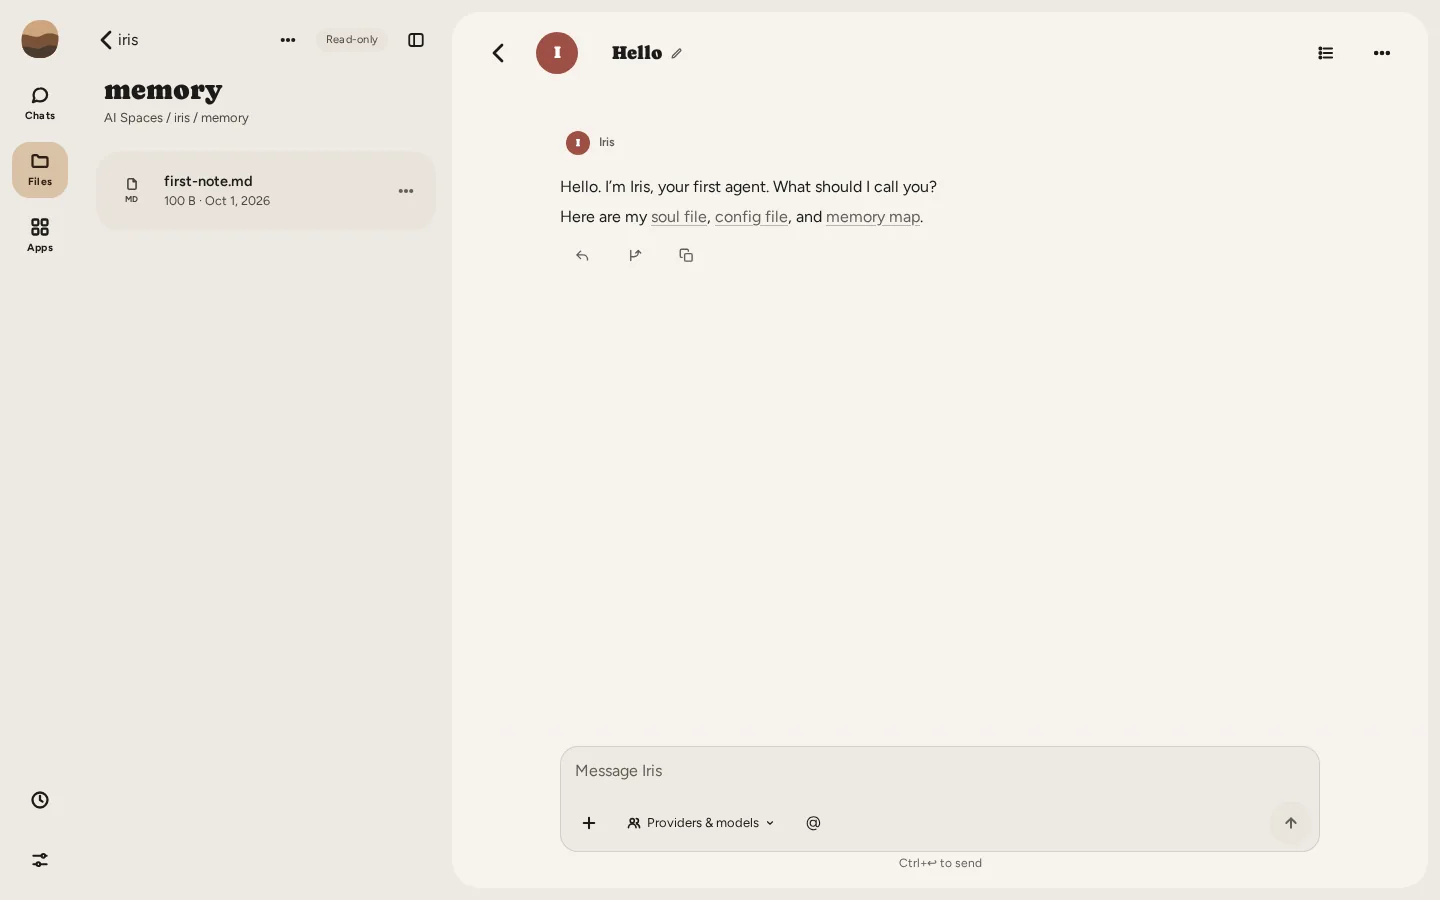 iris
Read-only
memory
AI Spaces / iris / memory
MD
first-note.md
100 B · Oct 1, 2026
Chats
Files
Apps
I
Hello
I
Iris
Hello. I’m Iris, your first agent. What should I call you?
Here are my soul file, config file, and memory map.
Message Iris
Providers & models
@
Ctrl+↩ to send